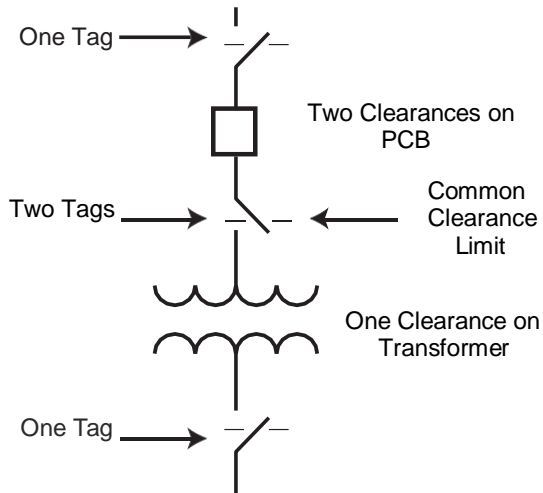 One Tag
Two Clearances on
PCB
Two Tags
Common
Clearance
Limit
One Clearance on
Transformer
One Tag